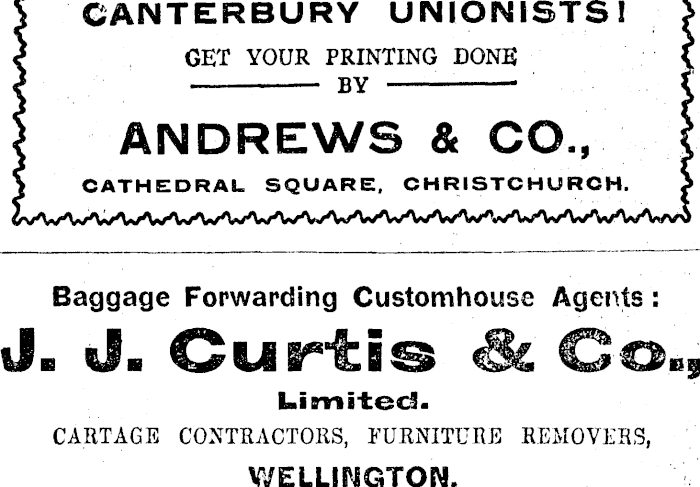 CANTERBURY UNIONISTS!
GET YOUR PRINTING DONE
BY
ANDREWS & CO.,
CATHEDRAL SQUARE, CHRISTCHURCH.
Baggage Forwarding Customhouse Agents:
J. J. Curtis & Co.,
Limited.
CARTAGE CONTRACTORS, FURNITURE REMOVERS,
WELLINGTON.